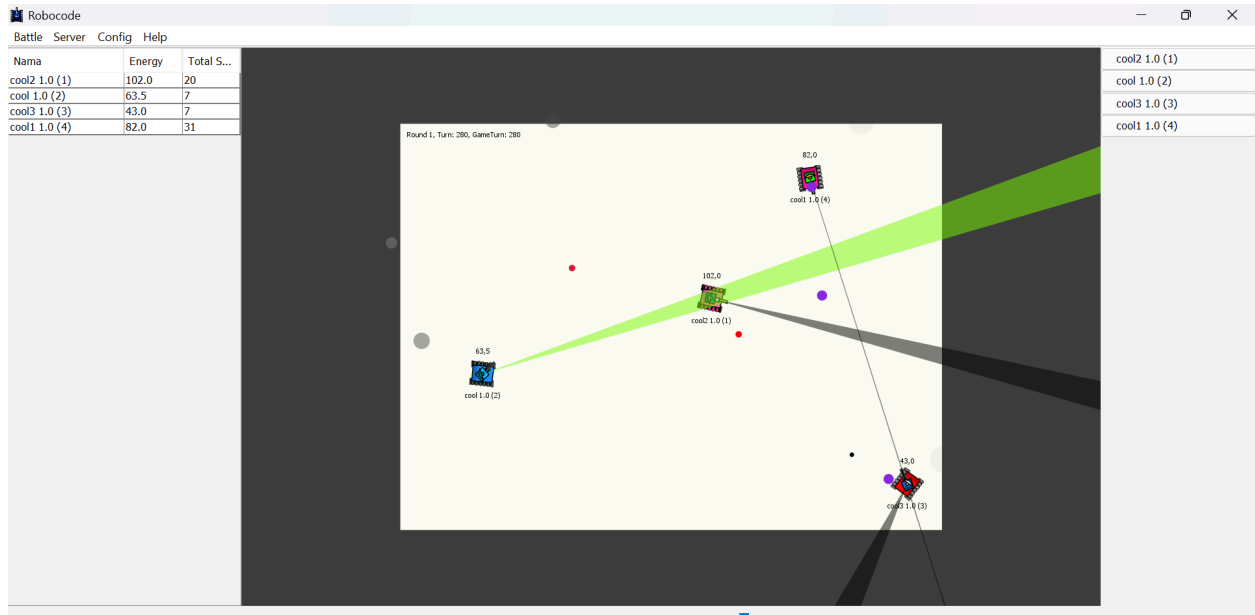 Robocode
Battle Server Config Help
Nama Energy Total S...
cool2 1.0 (1) 102.0 20
cool 1.0 (2) 63.5 7
cool3 1.0 (3) 43.0 7
cool1 1.0 (4) 82.0 31
Round 1, Turn: 280, GameTurn: 280
82,0
cool1 1.0 (4)
102,0
cool2 1.0 (1)
63,5
cool 1.0 (2)
43,0
cool3 1.0 (3)
cool2 1.0 (1)
cool 1.0 (2)
cool3 1.0 (3)
cool1 1.0 (4)